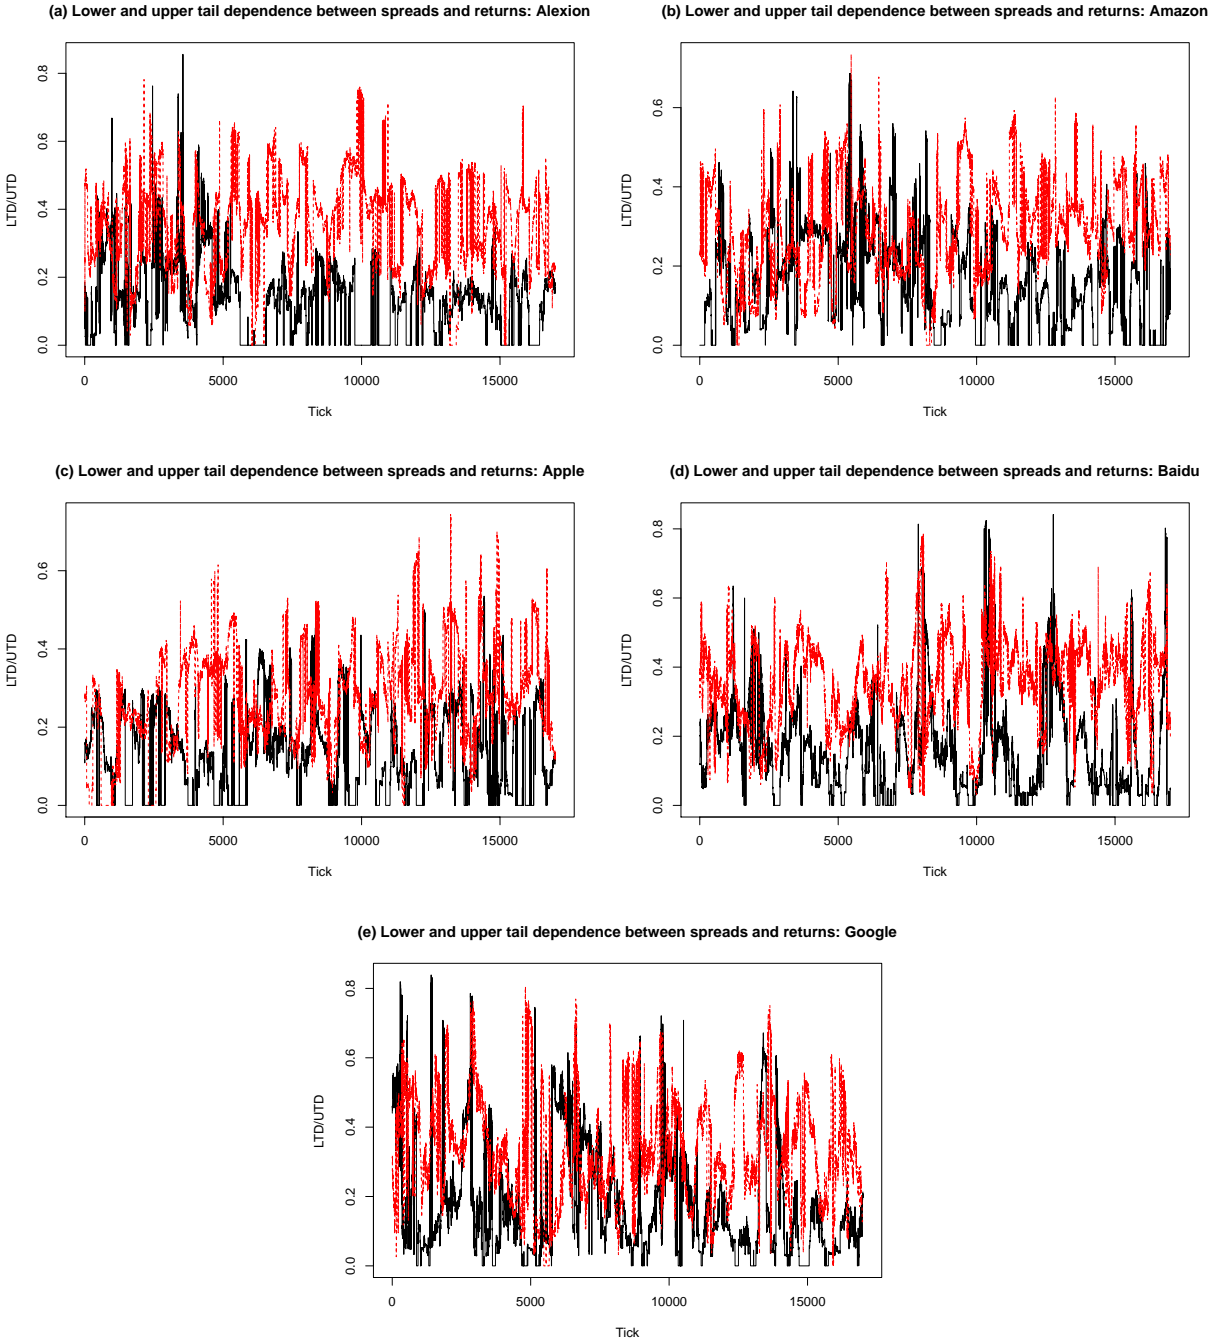 (a) Lower and upper tail dependence between spreads and returns: Alexion
LTD/UTD
0.0 0.2 0.4 0.6 0.8
0 5000 10000 15000
Tick
(b) Lower and upper tail dependence between spreads and returns: Amazon
LTD/UTD
0.0 0.2 0.4 0.6
0 5000 10000 15000
Tick
(c) Lower and upper tail dependence between spreads and returns: Apple
LTD/UTD
0.0 0.2 0.4 0.6
0 5000 10000 15000
Tick
(d) Lower and upper tail dependence between spreads and returns: Baidu
LTD/UTD
0.0 0.2 0.4 0.6 0.8
0 5000 10000 15000
Tick
(e) Lower and upper tail dependence between spreads and returns: Google
LTD/UTD
0.0 0.2 0.4 0.6 0.8
0 5000 10000 15000
Tick